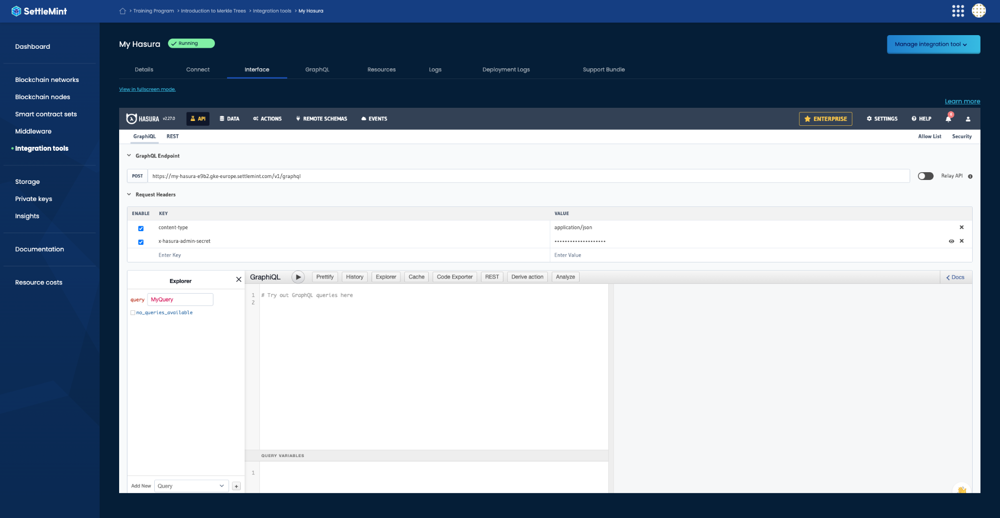 SettleMint
> Training Program > Introduction to Merkle Trees > Integration tools > My Hasura
Dashboard
Blockchain networks
Blockchain nodes
Smart contract sets
Middleware
Integration tools
Storage
Private keys
Insights
Documentation
Resource costs
My Hasura Running
Manage integration tool
Details Connect Interface GraphQL Resources Logs Deployment Logs Support Bundle
View in fullscreen mode.
Learn more
HASURA v2.27.0 API DATA ACTIONS REMOTE SCHEMAS EVENTS ENTERPRISE SETTINGS HELP 6
GraphiQL REST Allow List Security
GraphQL Endpoint
POST https://my-hasura-e9b2.gke-europe.settlemint.com/v1/graphql Relay API
Request Headers
ENABLE KEY VALUE
content-type application/json
x-hasura-admin-secret ••••••••••••••••••••
Enter Key Enter Value
Explorer
query MyQuery
no_queries_available
Add New Query +
GraphiQL Prettify History Explorer Cache Code Exporter REST Derive action Analyze < Docs
1 # Try out GraphQL queries here
2
QUERY VARIABLES
1